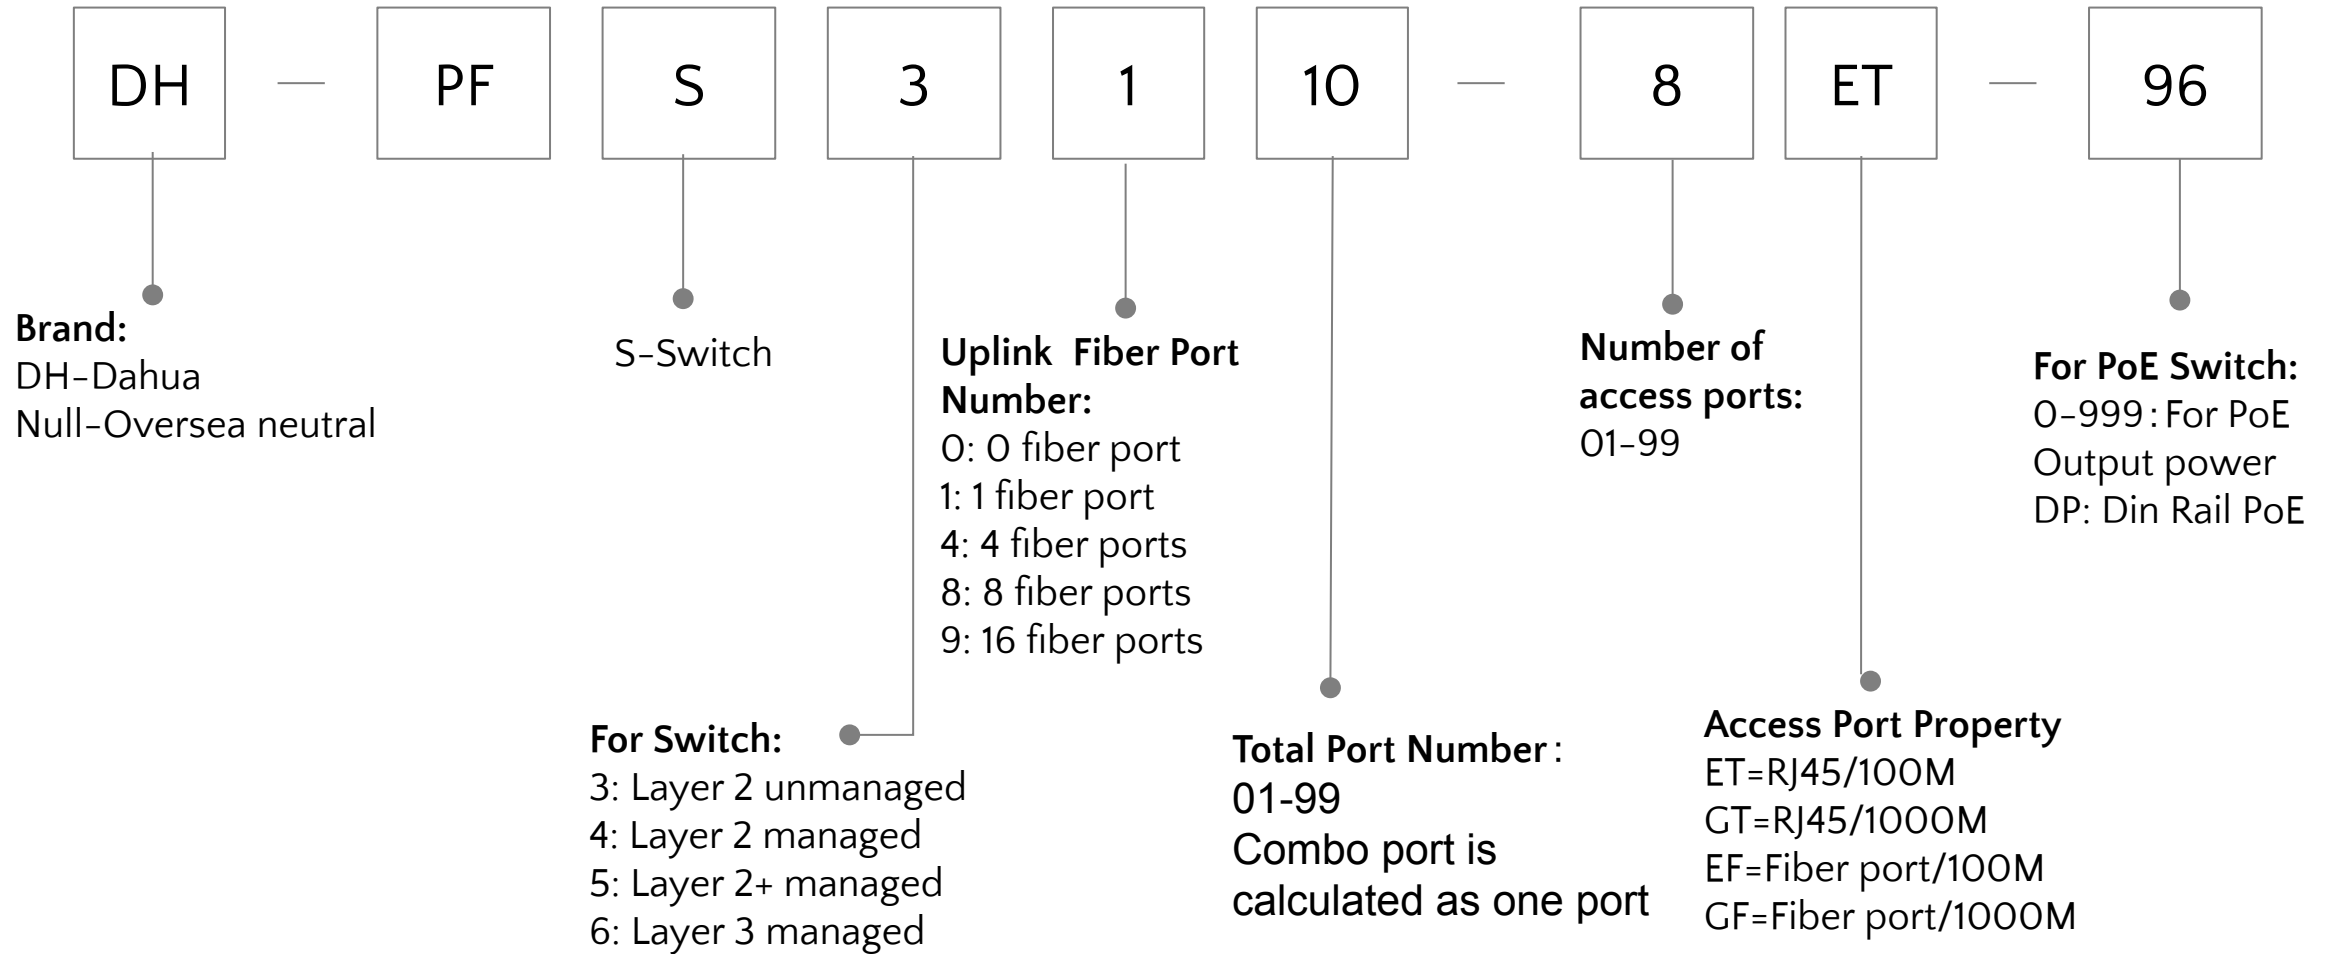 DH — PF S 3 1 10 — 8 ET — 96
Brand:
DH-Dahua
Null-Oversea neutral
S-Switch
For Switch:
3: Layer 2 unmanaged
4: Layer 2 managed
5: Layer 2+ managed
6: Layer 3 managed
Uplink Fiber Port
Number:
0: 0 fiber port
1: 1 fiber port
4: 4 fiber ports
8: 8 fiber ports
9: 16 fiber ports
Total Port Number:
01-99
Combo port is
calculated as one port
Number of
access ports:
01-99
Access Port Property
ET=RJ45/100M
GT=RJ45/1000M
EF=Fiber port/100M
GF=Fiber port/1000M
For PoE Switch:
0-999: For PoE
Output power
DP: Din Rail PoE